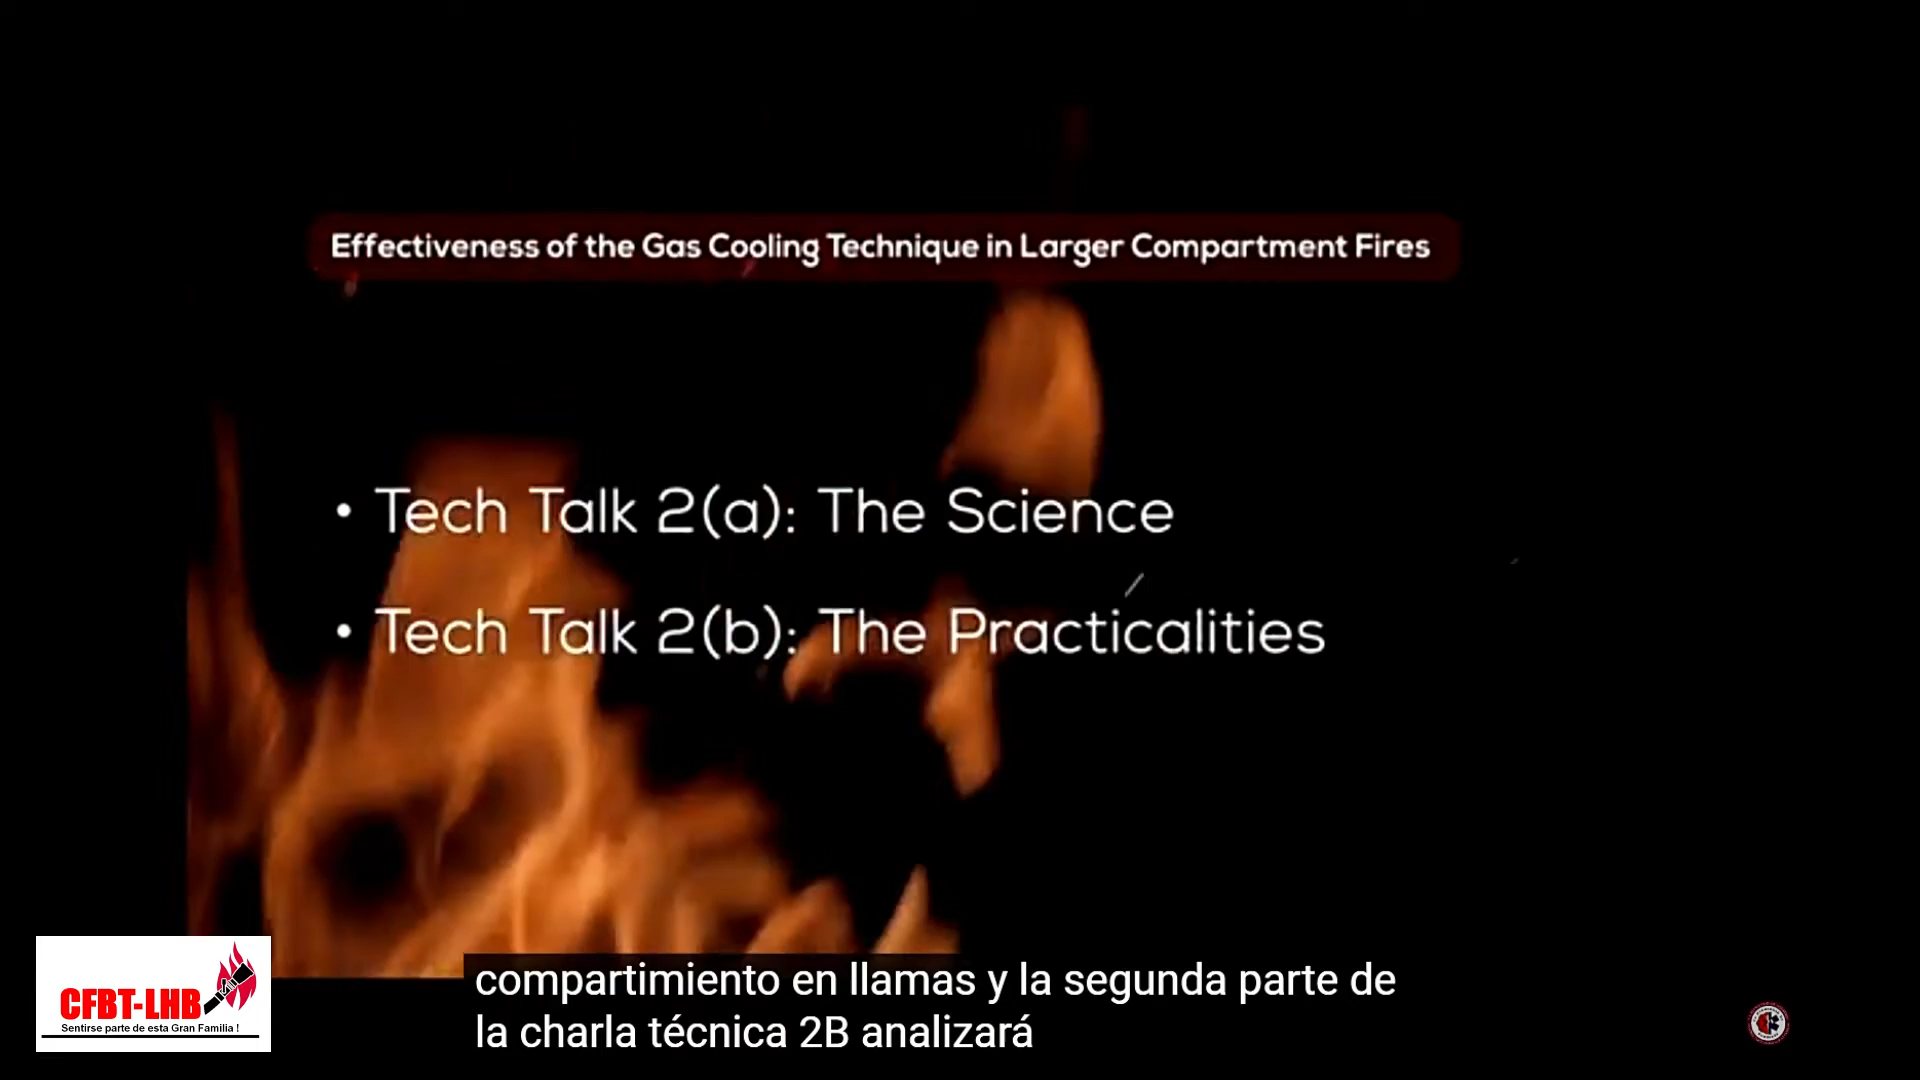 Effectiveness of the Gas Cooling Technique in Larger Compartment Fires
• Tech Talk 2(a): The Science
• Tech Talk 2(b): The Practicalities
CFBT-LHB
Sentirse parte de esta Gran Familia !
compartimiento en llamas y la segunda parte de
la charla técnica 2B analizará